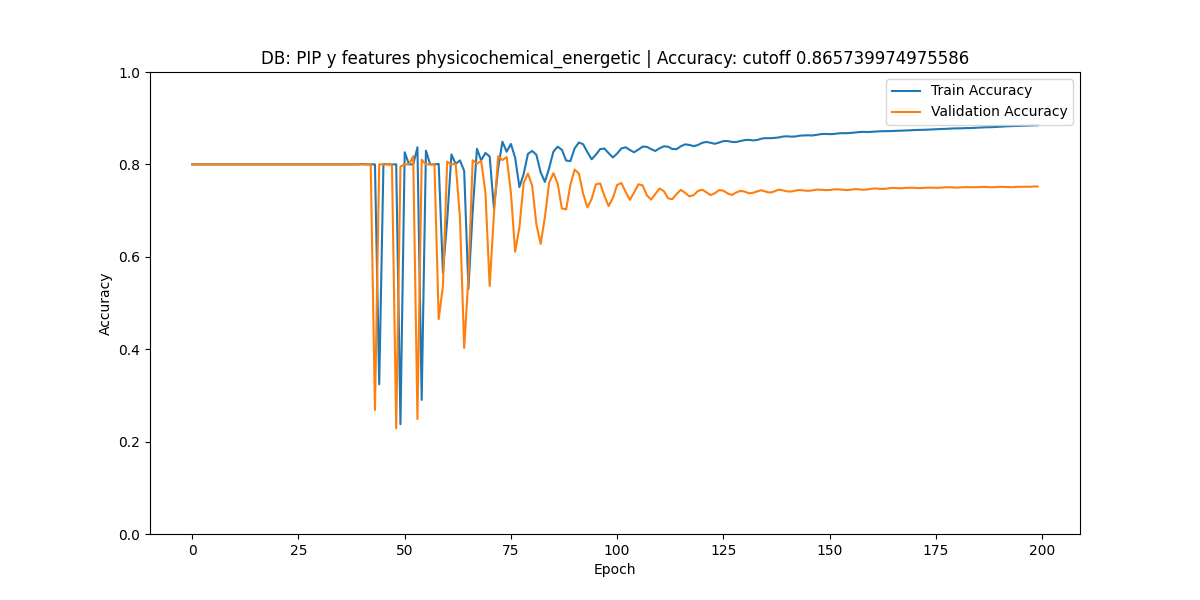 DB: PIP y features physicochemical_energetic | Accuracy: cutoff 0.865739974975586
Train Accuracy
Validation Accuracy
1.0
0.8
0.6
0.4
0.2
0.0
Accuracy
0 25 50 75 100 125 150 175 200
Epoch